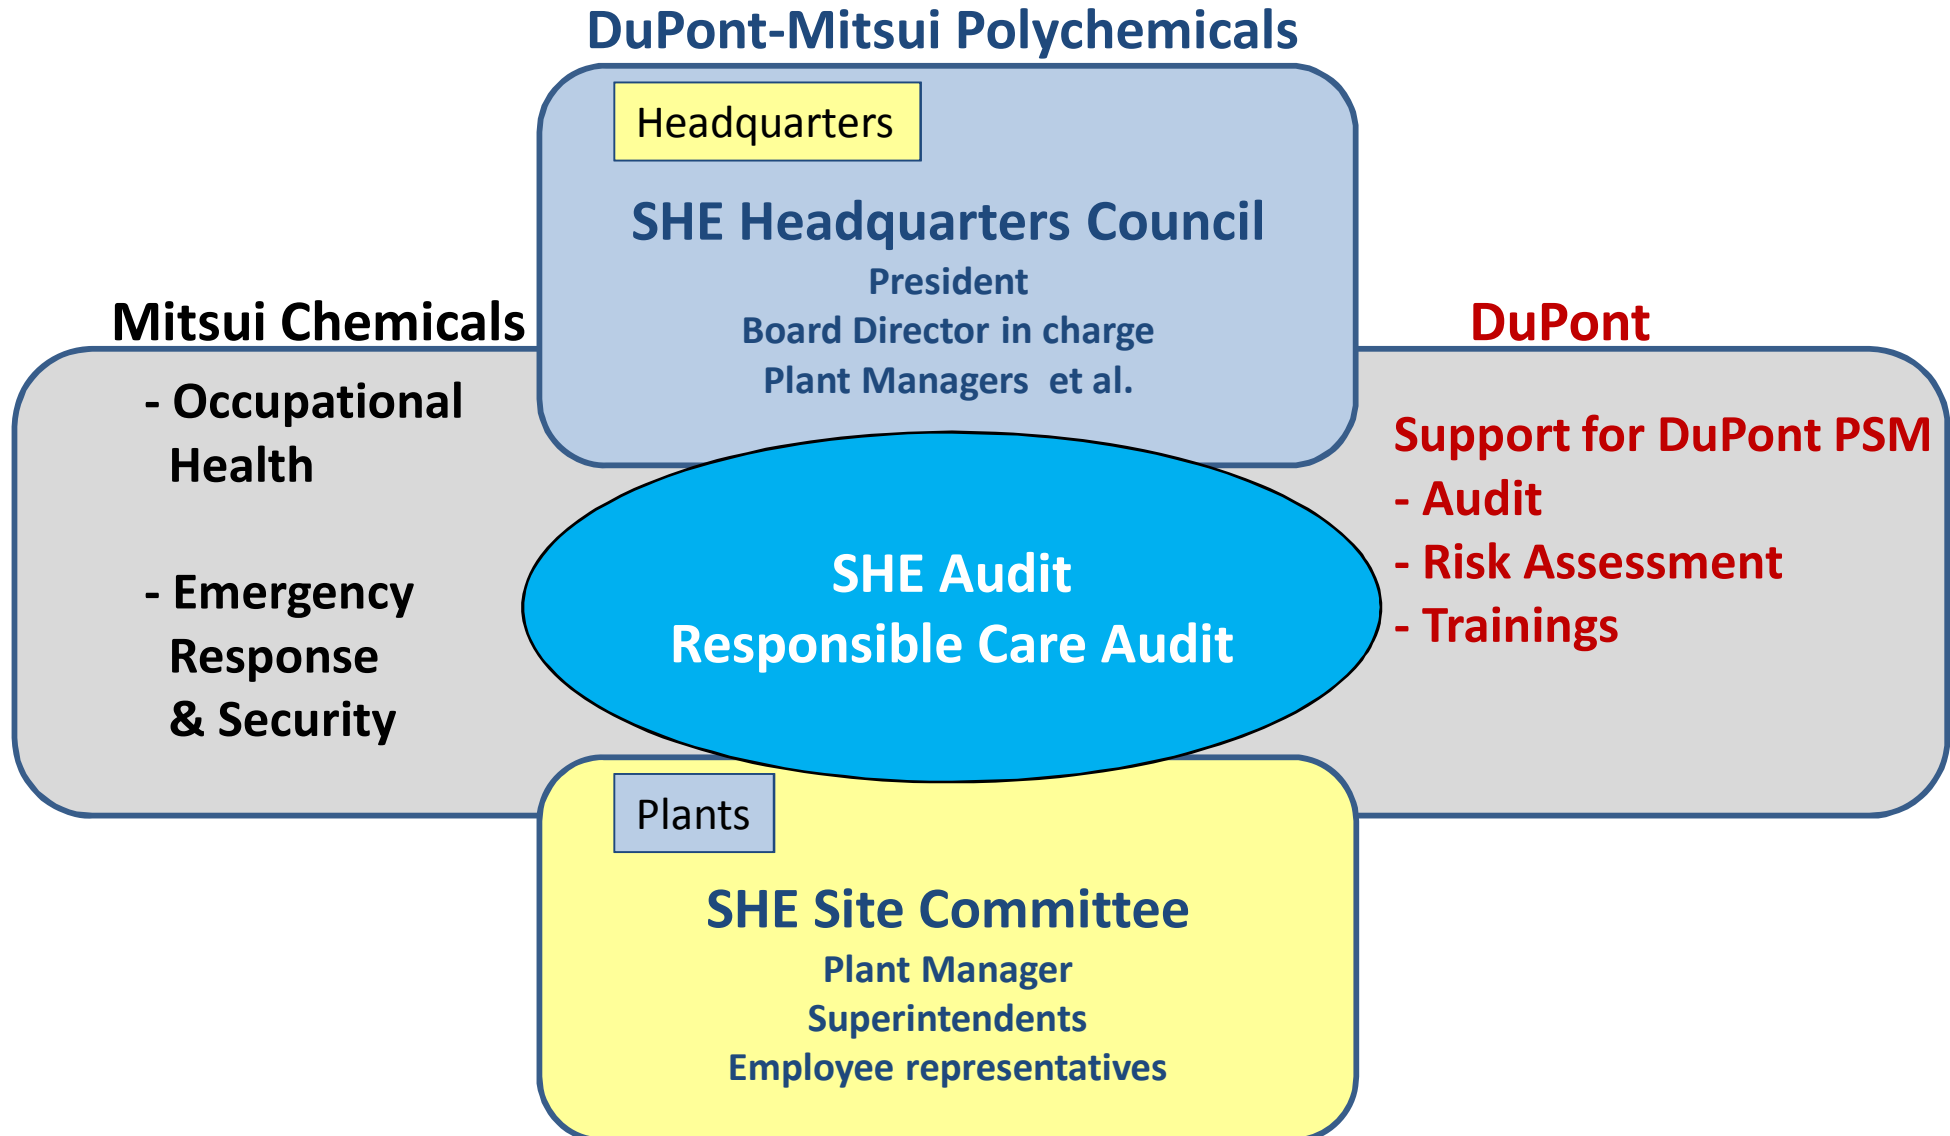 DuPont-Mitsui Polychemicals
Headquarters
SHE Headquarters Council
President
Board Director in charge
Plant Managers et al.
Mitsui Chemicals
- Occupational
Health
- Emergency
Response
& Security
SHE Audit
Responsible Care Audit
DuPont
Support for DuPont PSM
- Audit
- Risk Assessment
- Trainings
Plants
SHE Site Committee
Plant Manager
Superintendents
Employee representatives